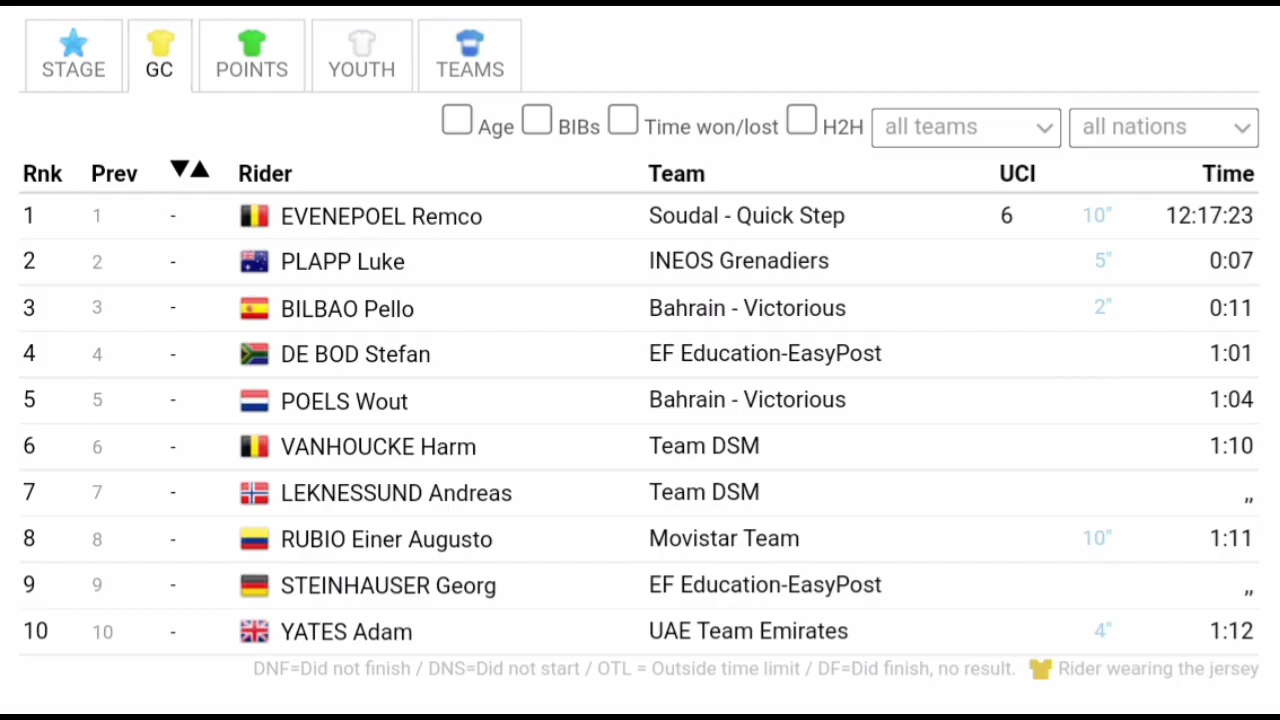 STAGE GC POINTS YOUTH TEAMS
Age BIBs Time won/lost H2H all teams all nations
Rnk Prev ▼▲ Rider Team UCI Time
1 1 - EVENEPOEL Remco Soudal - Quick Step 6 10" 12:17:23
2 2 - PLAPP Luke INEOS Grenadiers 5" 0:07
3 3 - BILBAO Pello Bahrain - Victorious 2" 0:11
4 4 - DE BOD Stefan EF Education-EasyPost 1:01
5 5 - POELS Wout Bahrain - Victorious 1:04
6 6 - VANHOUCKE Harm Team DSM 1:10
7 7 - LEKNESSUND Andreas Team DSM ,,
8 8 - RUBIO Einer Augusto Movistar Team 10" 1:11
9 9 - STEINHAUSER Georg EF Education-EasyPost ,,
10 10 - YATES Adam UAE Team Emirates 4" 1:12
DNF=Did not finish / DNS=Did not start / OTL = Outside time limit / DF=Did finish, no result. Rider wearing the jersey